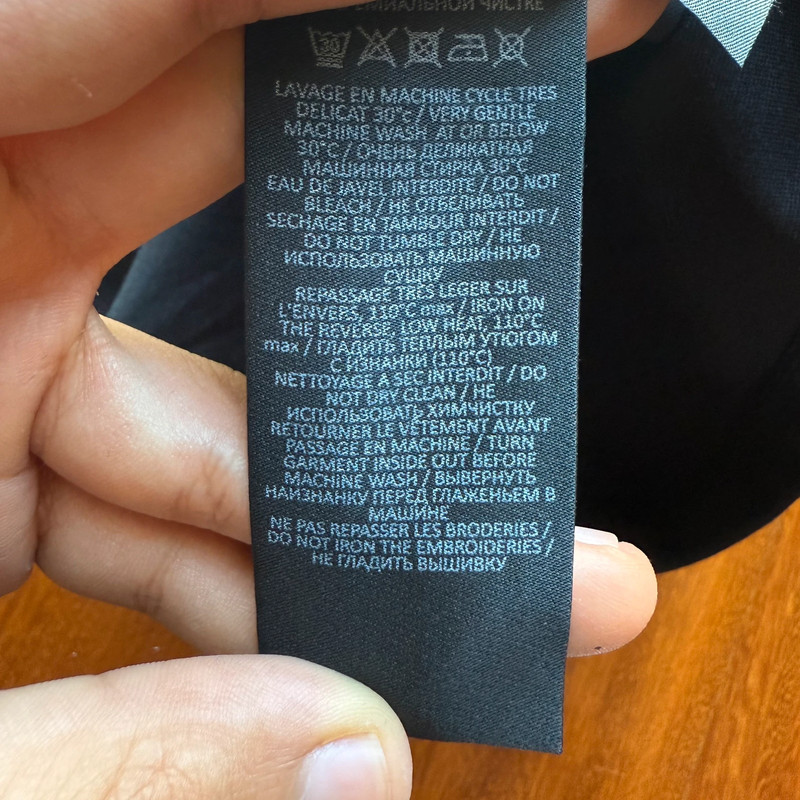 30
LAVAGE EN MACHINE CYCLE TRES
DELICAT 30°c / VERY GENTLE
MACHINE WASH AT OR BELOW
30°C / ОЧЕНЬ ДЕЛИКАТНАЯ
МАШИННАЯ СТИРКА 30°C
EAU DE JAVEL INTERDITE / DO NOT
BLEACH / НЕ ОТБЕЛИВАТЬ
SECHAGE EN TAMBOUR INTERDIT /
DO NOT TUMBLE DRY / НЕ
ИСПОЛЬЗОВАТЬ МАШИННУЮ
СУШКУ
REPASSAGE TRES LEGER SUR
L'ENVERS, 110°C max / IRON ON
THE REVERSE, LOW HEAT, 110°C
max / ГЛАДИТЬ ТЕПЛЫМ УТЮГОМ
С ИЗНАНКИ (110°C)
NETTOYAGE A SEC INTERDIT / DO
NOT DRY CLEAN / НЕ
ИСПОЛЬЗОВАТЬ ХИМЧИСТКУ
RETOURNER LE VÊTEMENT AVANT
PASSAGE EN MACHINE / TURN
GARMENT INSIDE OUT BEFORE
MACHINE WASH / ВЫВЕРНУТЬ
НАИЗНАНКУ ПЕРЕД ГЛАЖЕНЬЕМ В
МАШИНЕ
NE PAS REPASSER LES BRODERIES /
DO NOT IRON THE EMBROIDERIES /
НЕ ГЛАДИТЬ ВЫШИВКУ